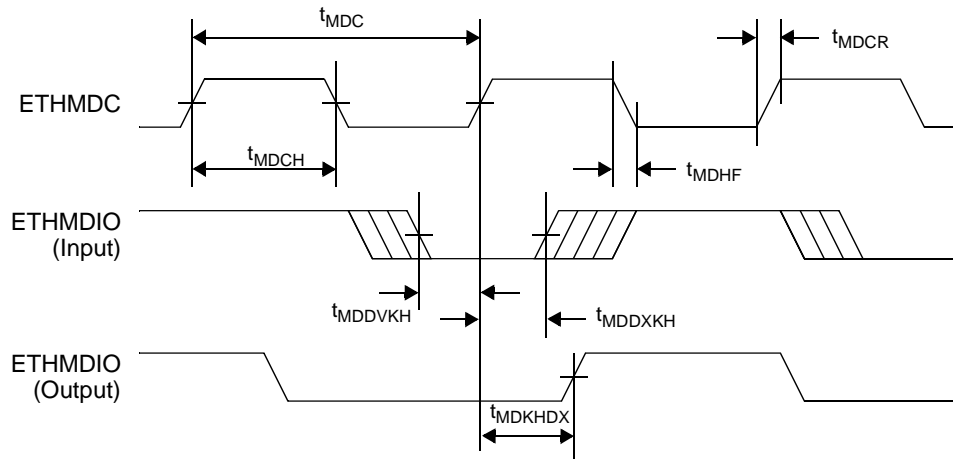 tMDC
tMDCR
ETHMDC
tMDCH
tMDHF
ETHMDIO
(Input)
tMDDVKH
tMDDXKH
ETHMDIO
(Output)
tMDKHDX